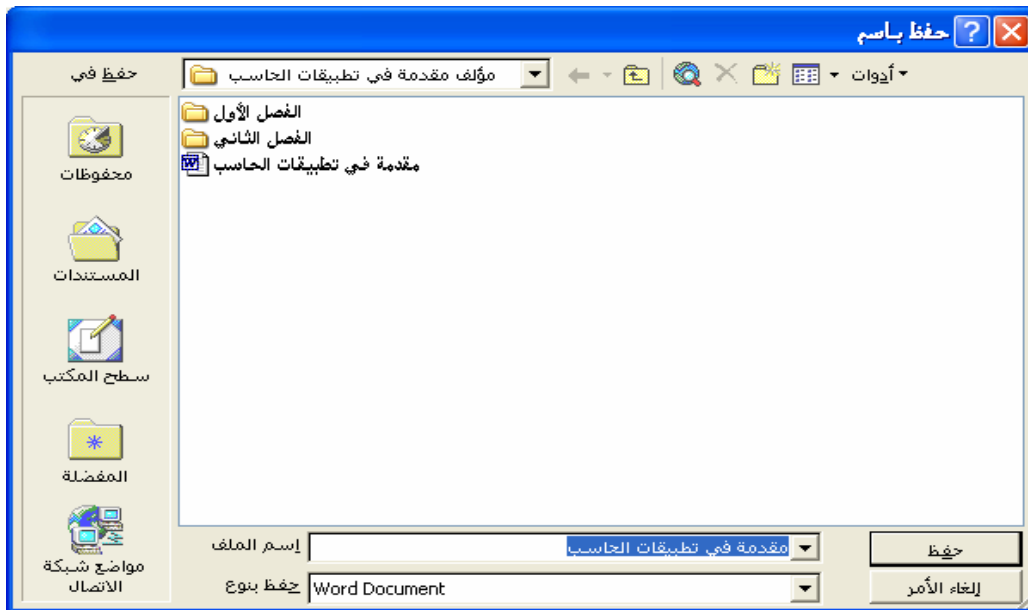 حفظ باسم
حفظ في
مؤلف مقدمة في تطبيقات الحاسب
أدوات
الفصل الأول
الفصل الثاني
مقدمة في تطبيقات الحاسب
محفوظات
المستندات
سطح المكتب
المفضلة
مواضع شبكة
الاتصال
إسم الملف
مقدمة في تطبيقات الحاسب
حفظ
حفظ بنوع
Word Document
إلغاء الأمر